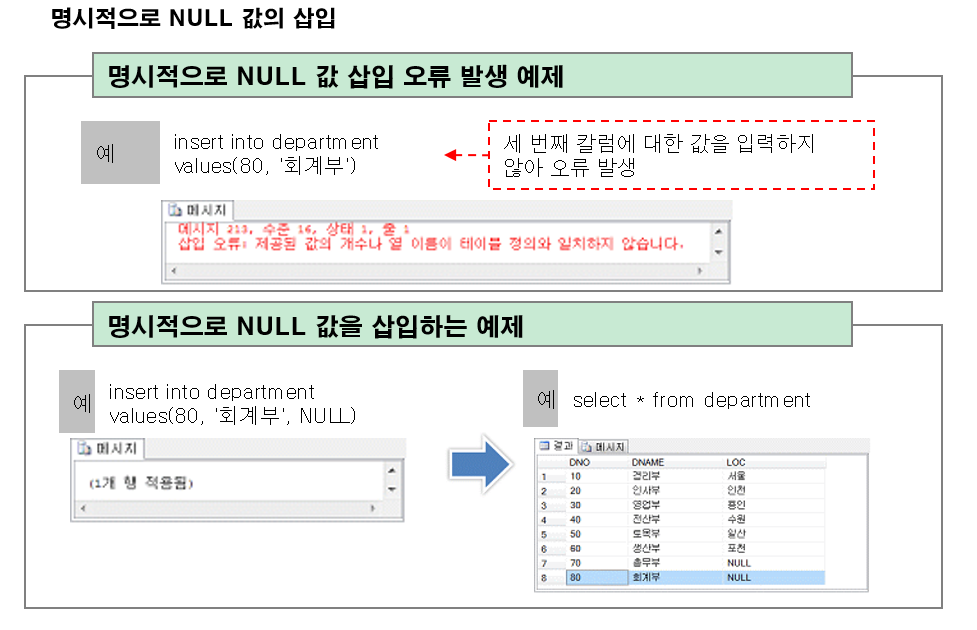 명시적으로 NULL 값의 삽입
명시적으로 NULL 값 삽입 오류 발생 예제
예
insert into department
values(80, '회계부')
세 번째 칼럼에 대한 값을 입력하지
않아 오류 발생
메시지
메시지 213, 수준 16, 상태 1, 줄 1
삽입 오류: 제공된 값의 개수나 열 이름이 테이블 정의와 일치하지 않습니다.
명시적으로 NULL 값을 삽입하는 예제
예
insert into department
values(80, '회계부', NULL)
메시지
(1개 행 적용됨)
예
select * from department
결과 메시지
DNO DNAME LOC
1 10 경리부 서울
2 20 인사부 인천
3 30 영업부 용인
4 40 전산부 수원
5 50 토목부 일산
6 60 생산부 포천
7 70 총무부 NULL
8 80 회계부 NULL